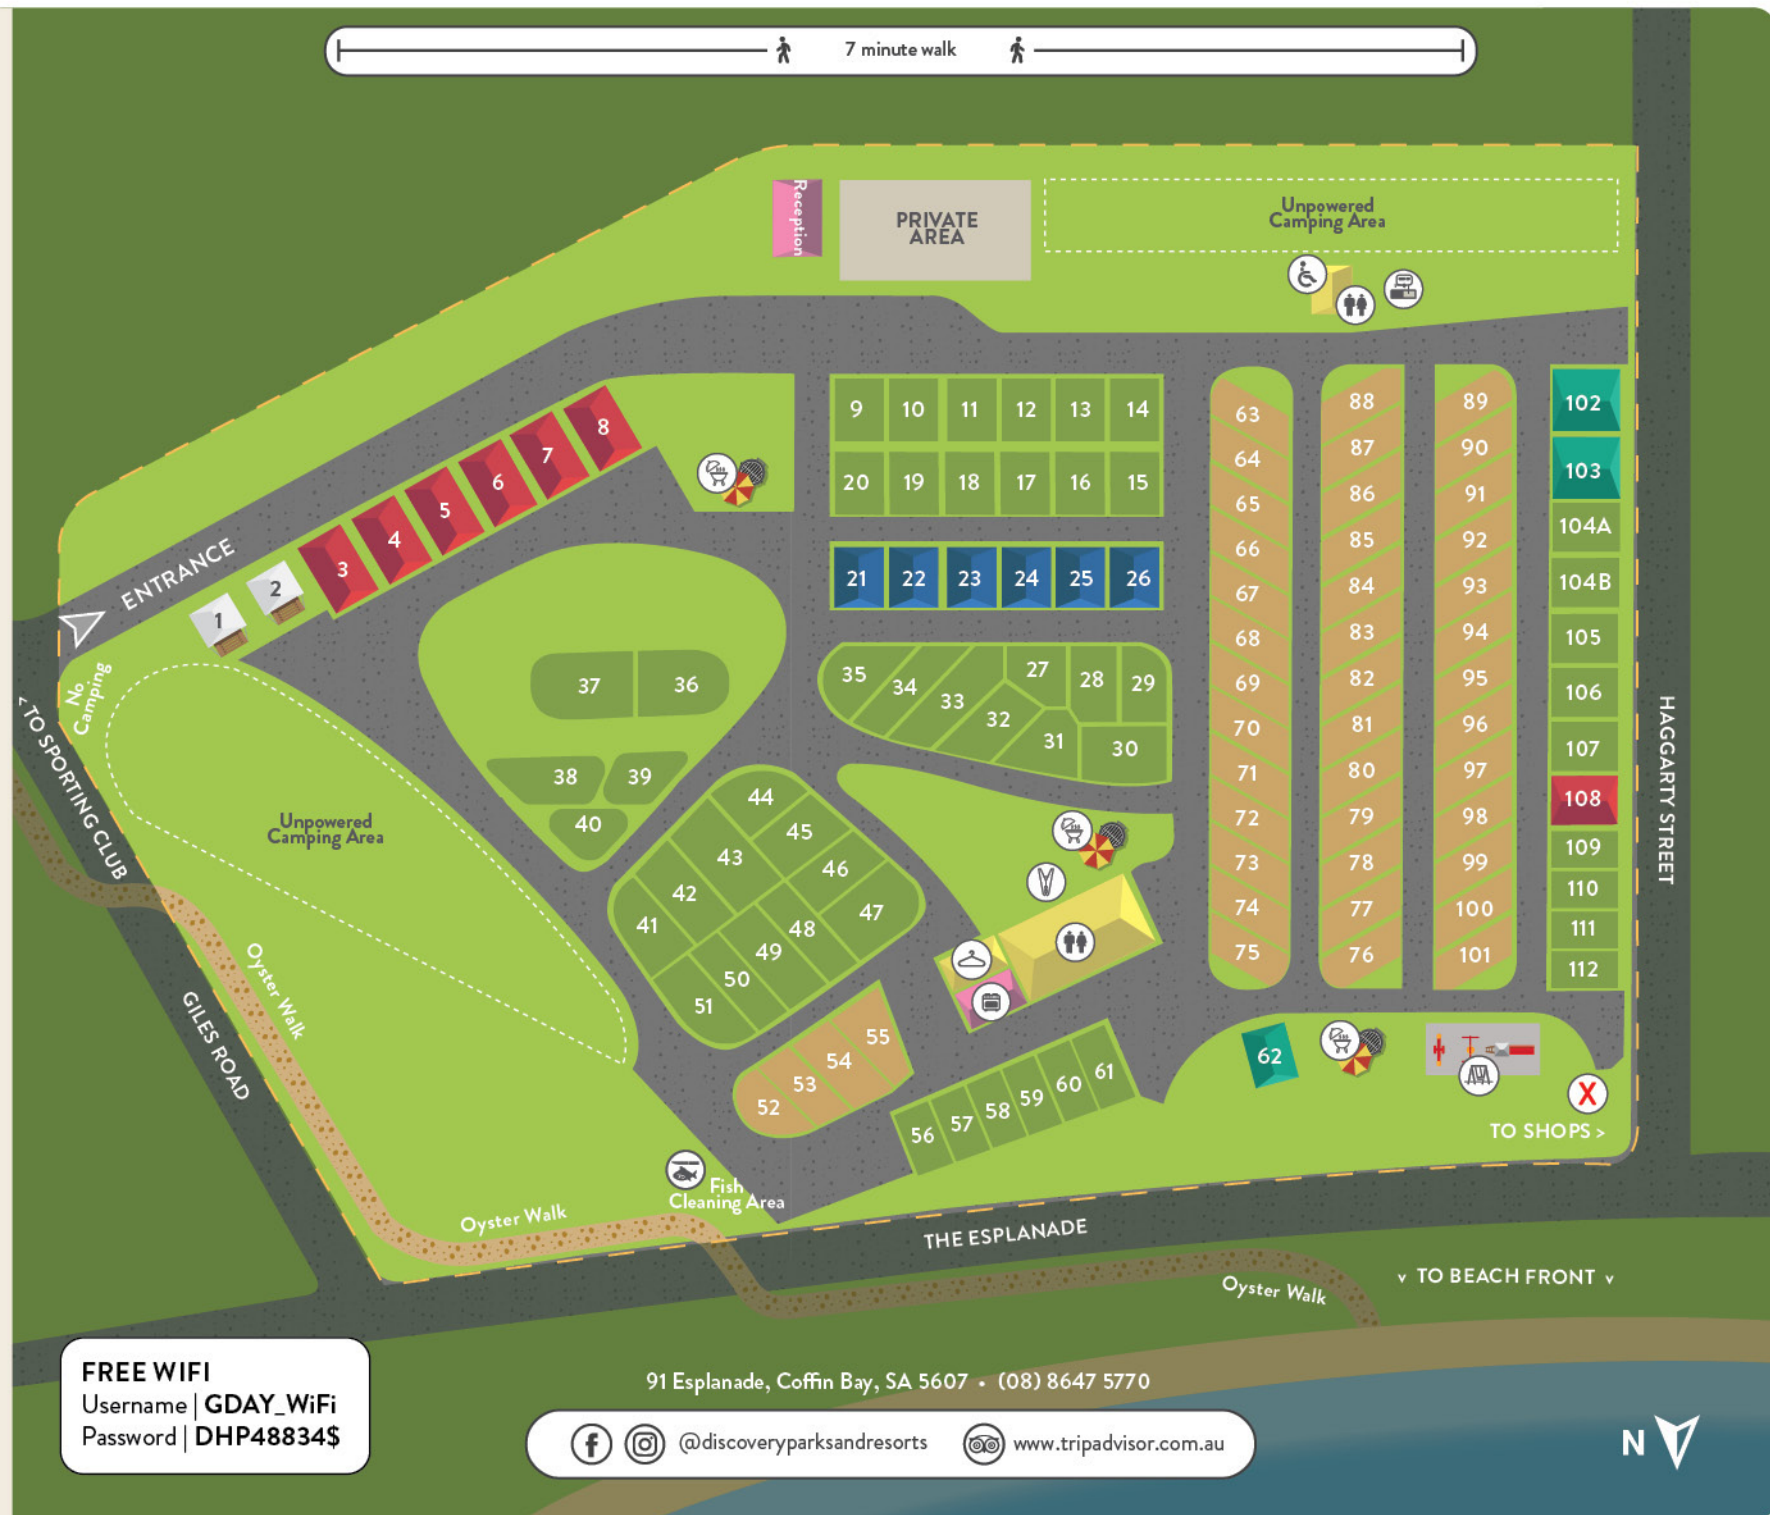 7 minute walk
Reception
PRIVATE
AREA
Unpowered
Camping Area
ENTRANCE
1
2
3
4
5
6
7
8
9 10 11 12 13 14
20 19 18 17 16 15
21 22 23 24 25 26
35 34 33 32 27 28 29
31 30
37 36
38 39
40
44
45
43
46
42
47
41
48
49
50
51
55
54
53
52
56 57 58 59 60 61
62
63
64
65
66
67
68
69
70
71
72
73
74
75
88
87
86
85
84
83
82
81
80
79
78
77
76
89
90
91
92
93
94
95
96
97
98
99
100
101
102
103
104A
104B
105
106
107
108
109
110
111
112
No
Camping
< TO SPORTING CLUB
Unpowered
Camping Area
GILES ROAD
Oyster Walk
Oyster Walk
Fish
Cleaning Area
HAGGARTY STREET
X
TO SHOPS >
THE ESPLANADE
Oyster Walk
v TO BEACH FRONT v
FREE WIFI
Username | GDAY_WiFi
Password | DHP48834$
91 Esplanade, Coffin Bay, SA 5607 • (08) 8647 5770
@discoveryparksandresorts www.tripadvisor.com.au
N